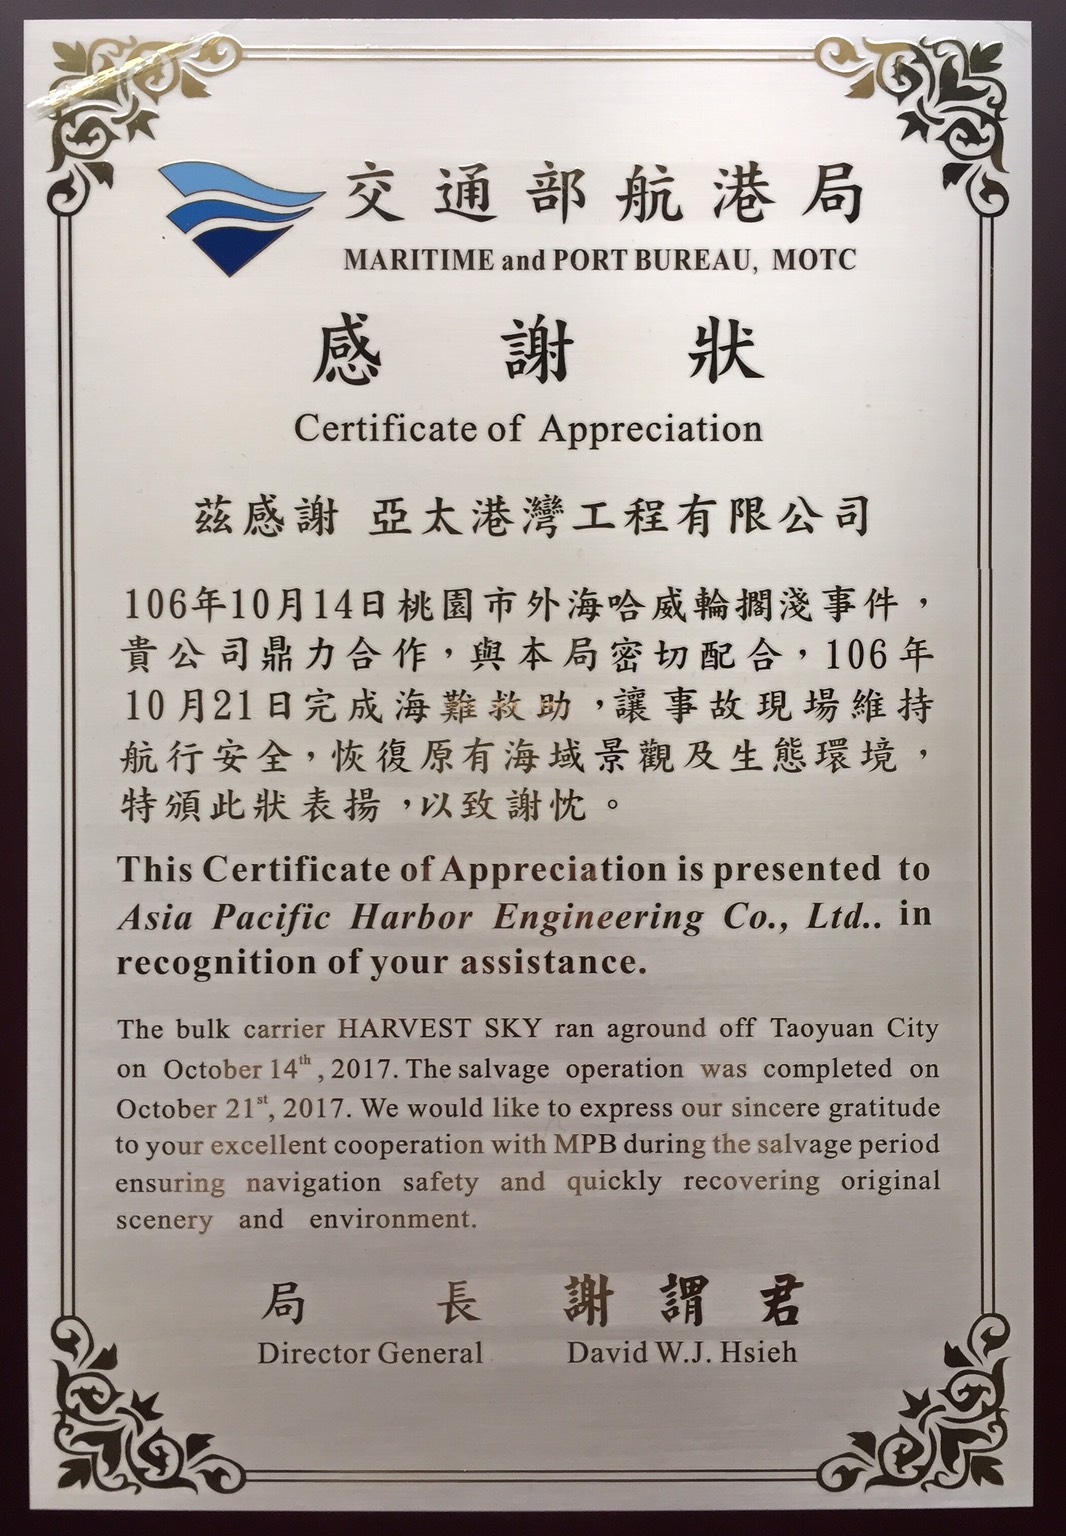 交通部航港局
MARITIME and PORT BUREAU, MOTC
感謝狀
Certificate of Appreciation
茲感謝 亞太港灣工程有限公司
106年10月14日桃園市外海哈威輪擱淺事件，
貴公司鼎力合作，與本局密切配合，106年
10月21日完成海難救助，讓事故現場維持
航行安全，恢復原有海域景觀及生態環境，
特頒此狀表揚，以致謝忱。
This Certificate of Appreciation is presented to
Asia Pacific Harbor Engineering Co., Ltd.. in
recognition of your assistance.
The bulk carrier HARVEST SKY ran aground off Taoyuan City
on October 14th, 2017. The salvage operation was completed on
October 21st, 2017. We would like to express our sincere gratitude
to your excellent cooperation with MPB during the salvage period
ensuring navigation safety and quickly recovering original
scenery and environment.
局長 謝謂君
Director General David W.J. Hsieh